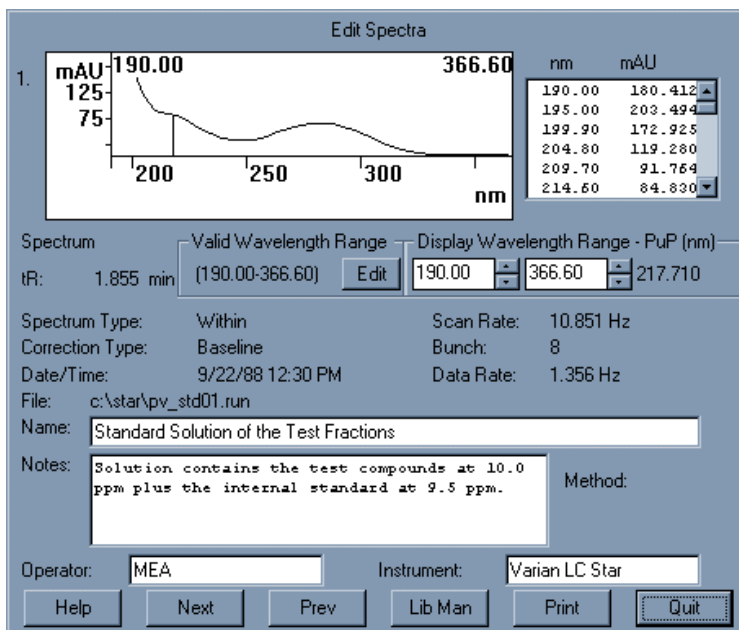 Edit Spectra
1.
mAU 190.00 366.60
125
75
200 250 300
nm
nm mAU
190.00 180.412
195.00 203.494
199.90 172.925
204.80 119.280
209.70 91.764
214.60 84.830
Spectrum
tR: 1.855 min
Valid Wavelength Range
(190.00-366.60) Edit
Display Wavelength Range - PuP (nm)
190.00 366.60 217.710
Spectrum Type: Within Scan Rate: 10.851 Hz
Correction Type: Baseline Bunch: 8
Date/Time: 9/22/88 12:30 PM Data Rate: 1.356 Hz
File: c:\star\pv_std01.run
Name: Standard Solution of the Test Fractions
Notes: Solution contains the test compounds at 10.0
ppm plus the internal standard at 9.5 ppm.
Method:
Operator: MEA Instrument: Varian LC Star
Help Next Prev Lib Man Print Quit